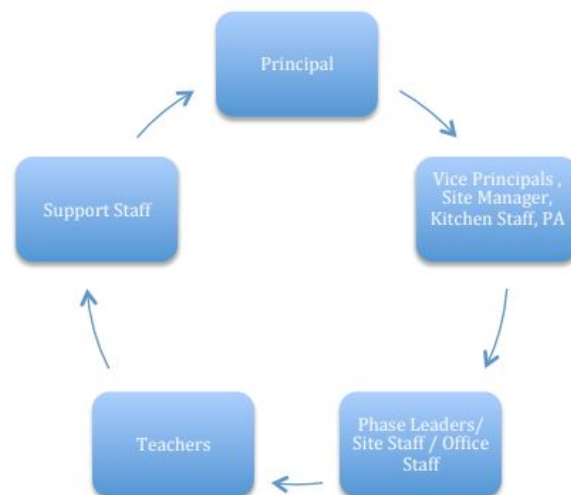 Principal
Vice Principals ,
Site Manager,
Kitchen Staff, PA
Phase Leaders/
Site Staff / Office
Staff
Teachers
Support Staff